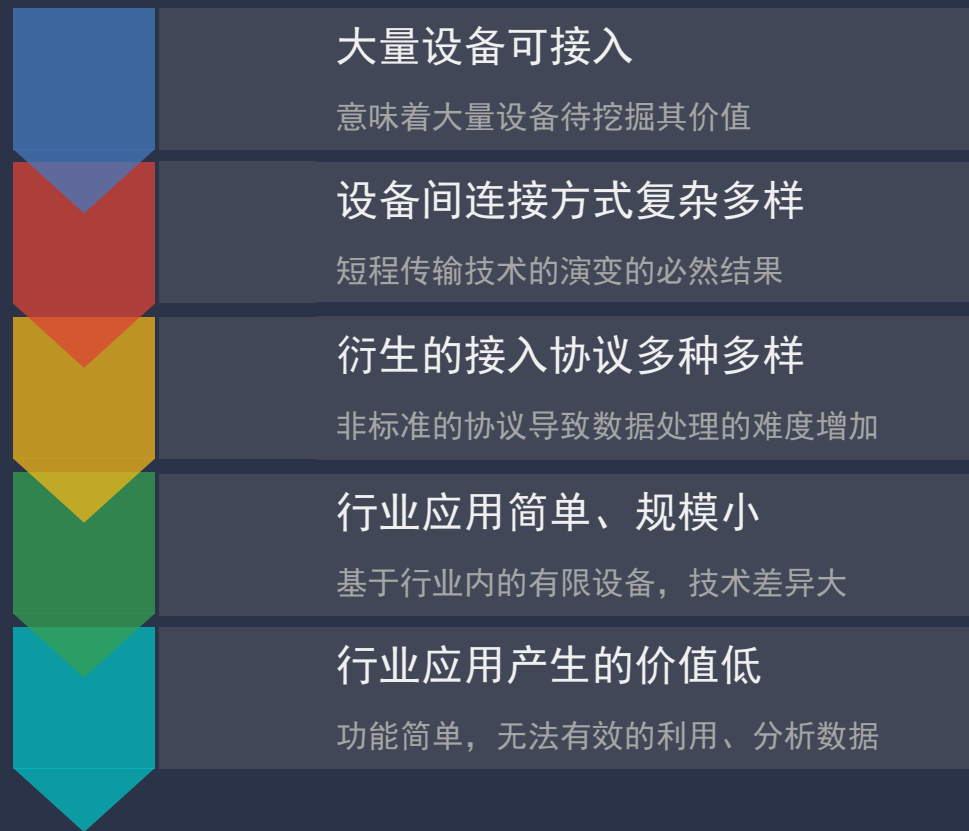 大量设备可接入
意味着大量设备待挖掘其价值
设备间连接方式复杂多样
短程传输技术的演变的必然结果
衍生的接入协议多种多样
非标准的协议导致数据处理的难度增加
行业应用简单、规模小
基于行业内的有限设备，技术差异大
行业应用产生的价值低
功能简单，无法有效的利用、分析数据